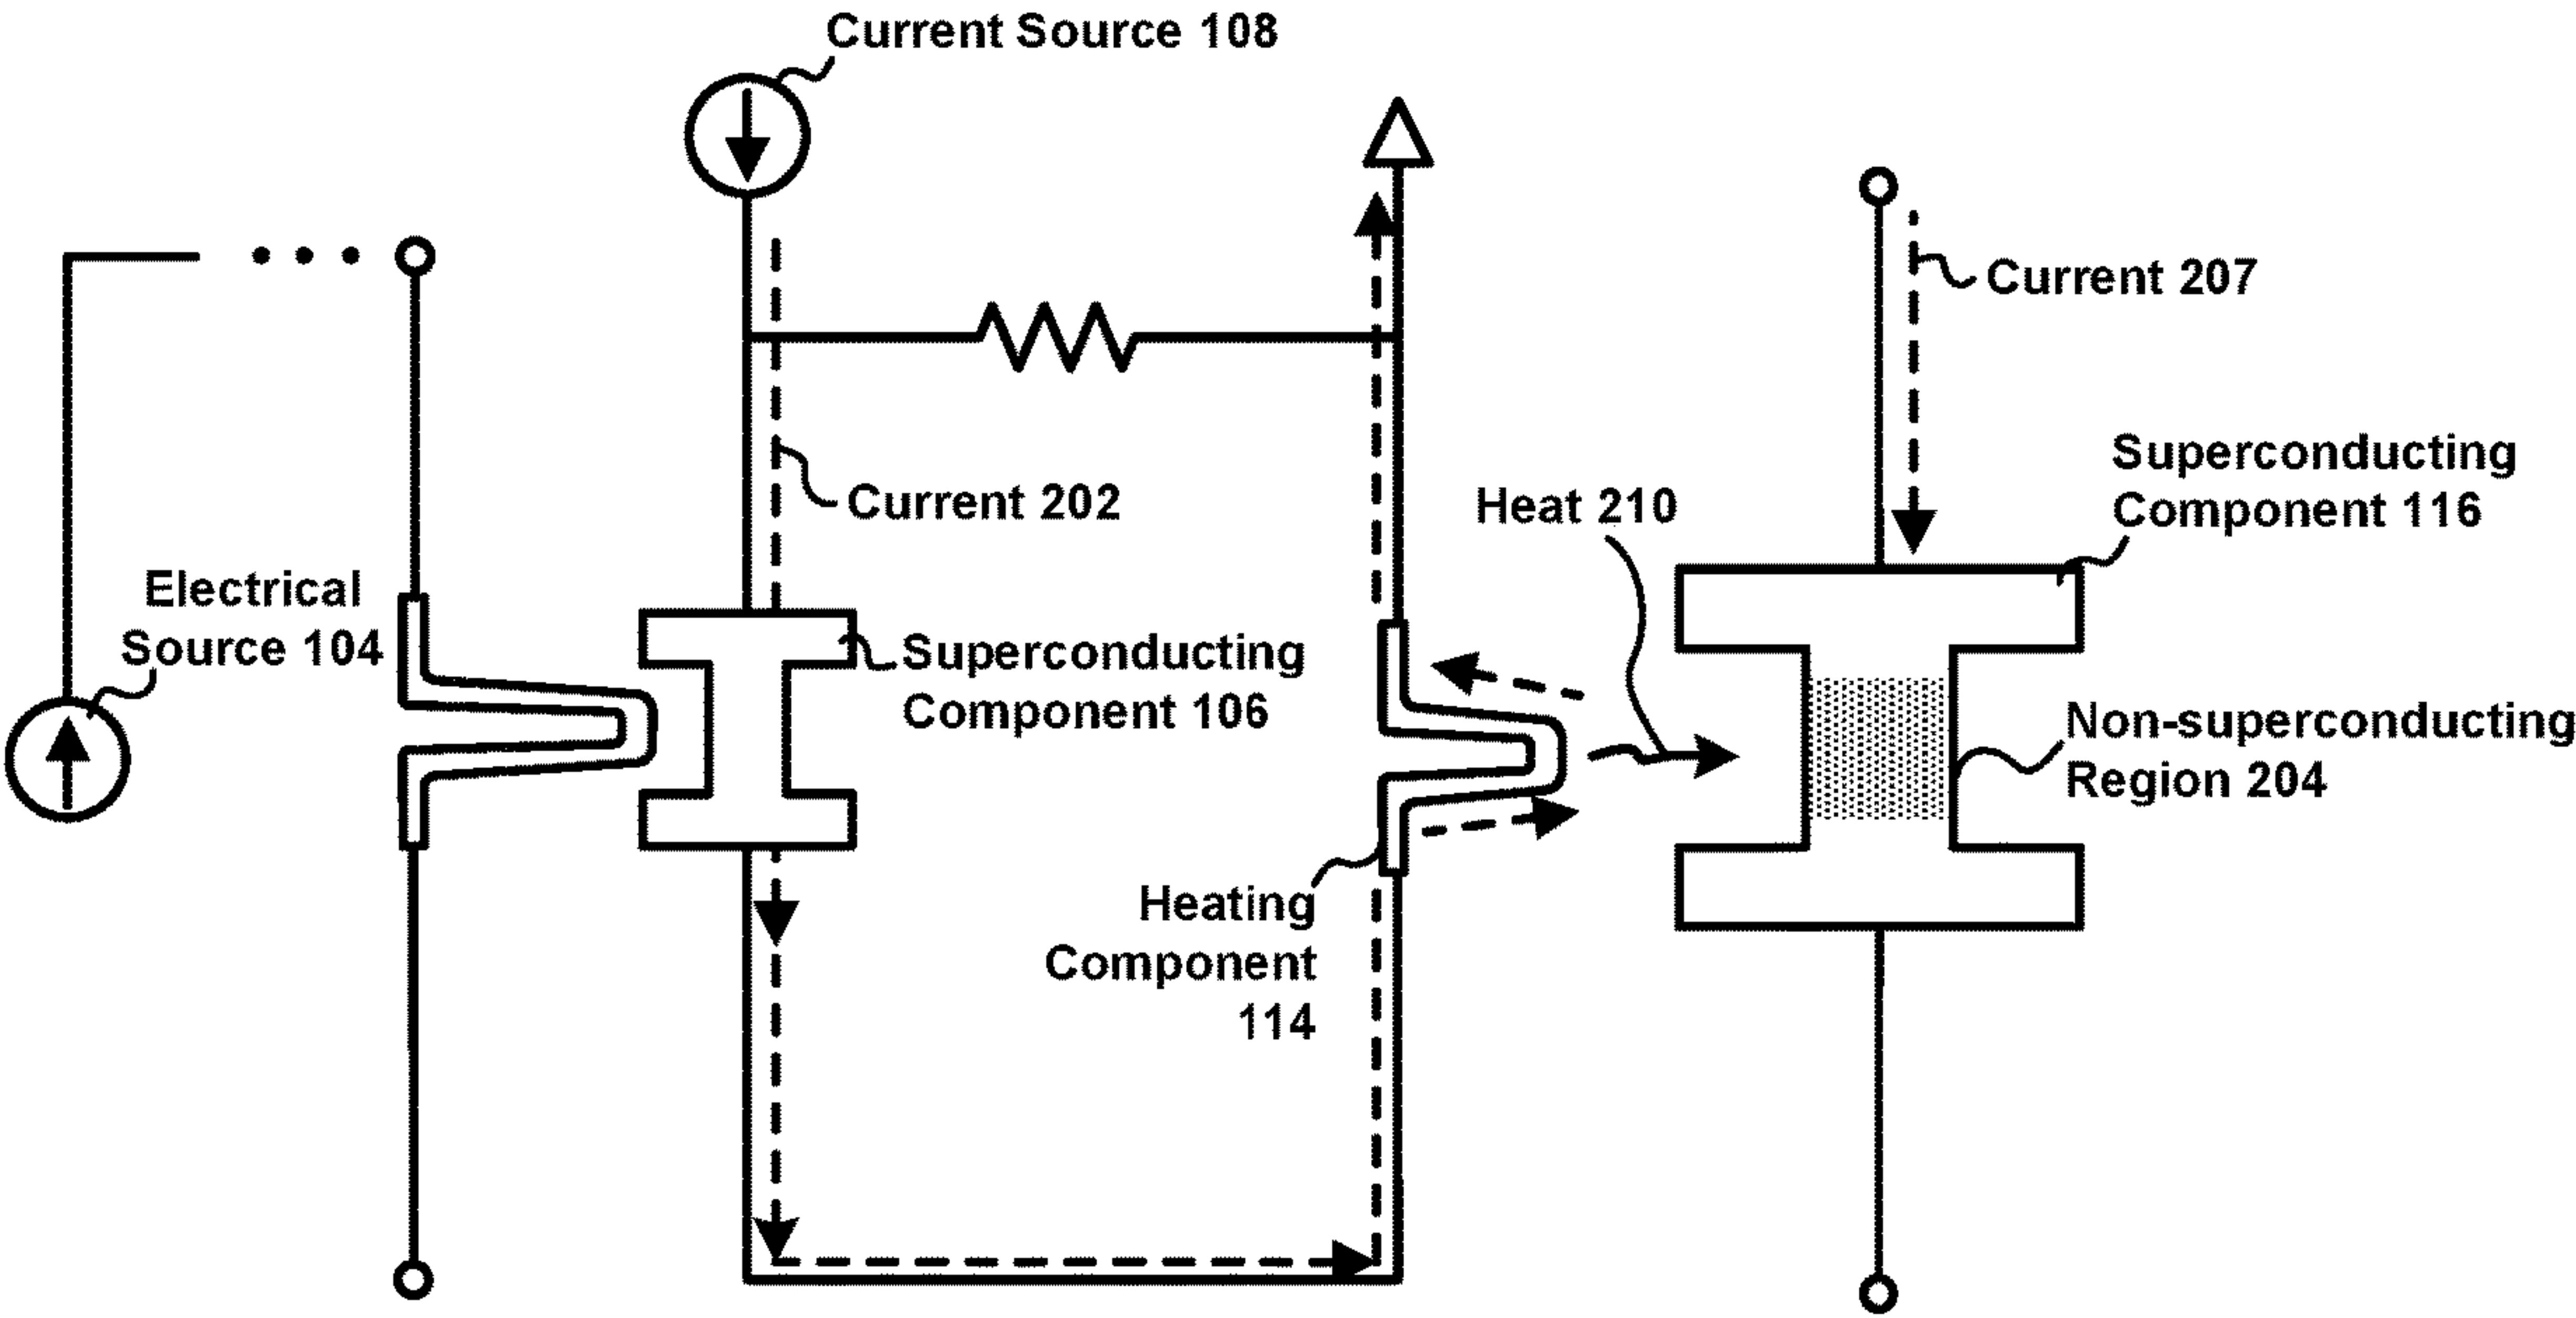 Current Source 108
Current 207
Superconducting
Component 116
Current 202
Heat 210
Electrical
Source 104
Superconducting
Component 106
Non-superconducting
Region 204
Heating
Component
114